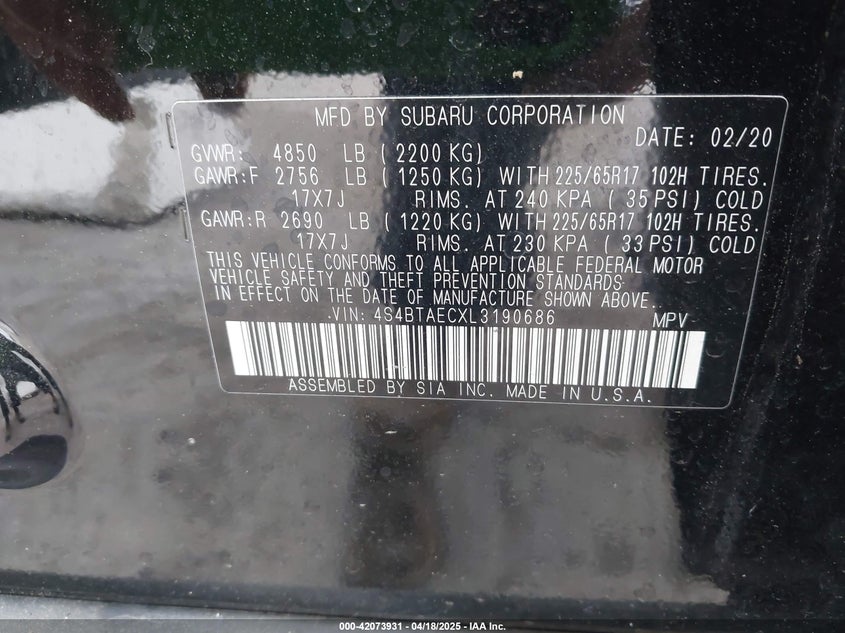 MFD BY SUBARU CORPORATION
DATE: 02/20
GVWR: 4850 LB (2200 KG)
GAWR:F 2756 LB (1250 KG) WITH 225/65R17 102H TIRES.
17X7J RIMS. AT 240 KPA (35 PSI) COLD
GAWR:R 2690 LB (1220 KG) WITH 225/65R17 102H TIRES.
17X7J RIMS. AT 230 KPA (33 PSI) COLD
THIS VEHICLE CONFORMS TO ALL APPLICABLE FEDERAL MOTOR
VEHICLE SAFETY AND THEFT PREVENTION STANDARDS
IN EFFECT ON THE DATE OF MANUFACTURE SHOWN ABOVE.
VIN: 4S4BTAECXL3190686 MPV
ASSEMBLED BY SIA INC. MADE IN U.S.A.
000-42073931 - 04/18/2025 - IAA Inc.